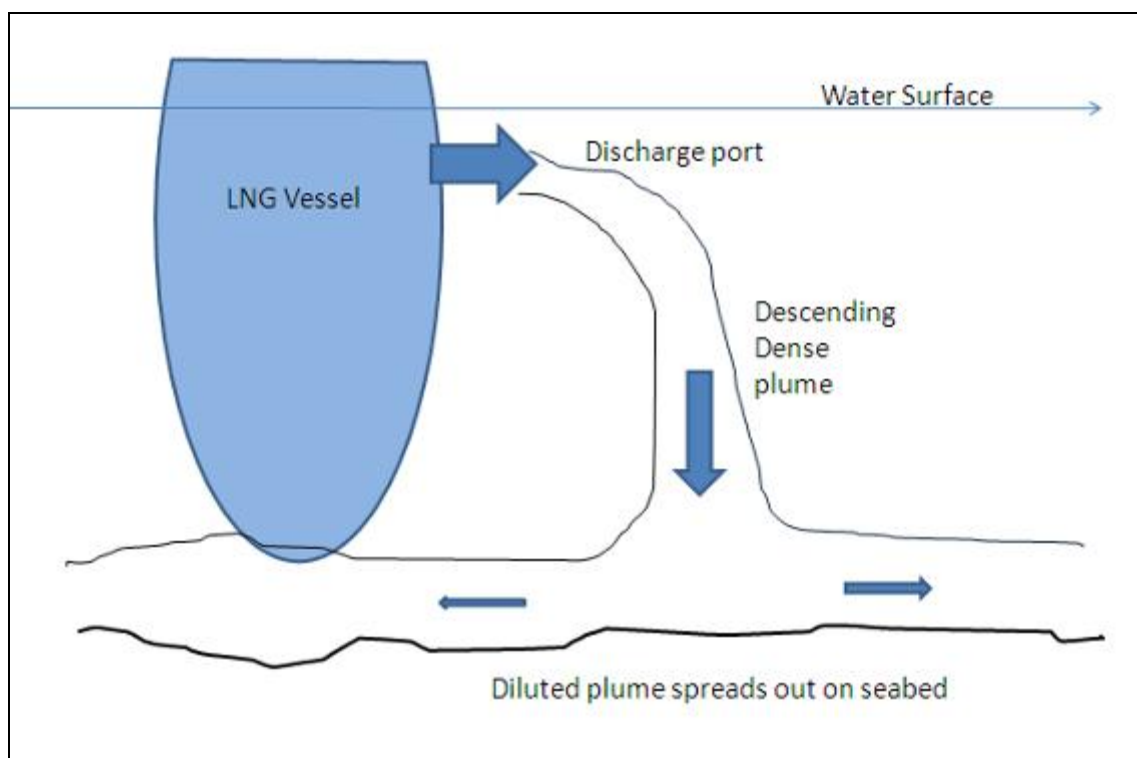 Water Surface
Discharge port
LNG Vessel
Descending
Dense
plume
Diluted plume spreads out on seabed